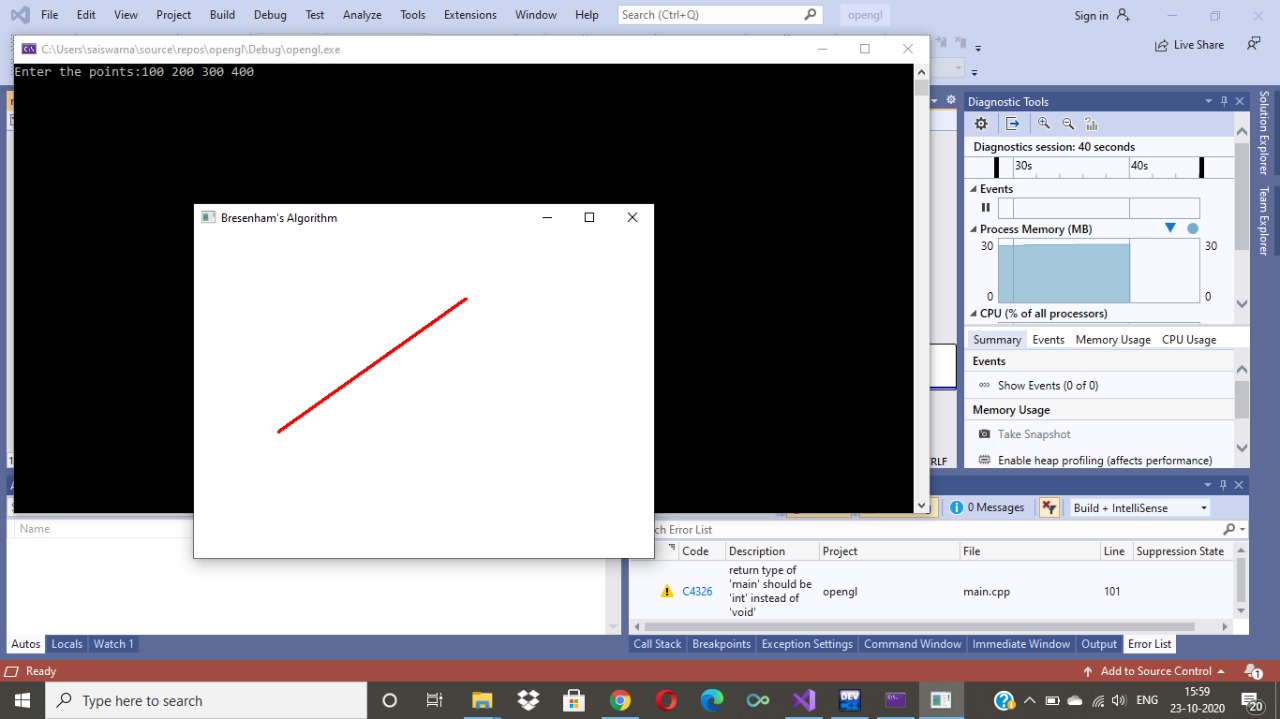 File Edit View Project Build Debug Test Analyze Tools Extensions Window Help Search (Ctrl+Q) opengl Sign in
Live Share
C:\Users\saiswarna\source\repos\opengl\Debug\opengl.exe
Enter the points:100 200 300 400
Bresenham's Algorithm
Diagnostic Tools
Diagnostics session: 40 seconds
30s 40s
Events
Process Memory (MB)
30 30
0 0
CPU (% of all processors)
Summary Events Memory Usage CPU Usage
Events
Show Events (0 of 0)
Memory Usage
Take Snapshot
Enable heap profiling (affects performance)
Solution Explorer
Team Explorer
RLF
0 Messages Build + IntelliSense
Name
ch Error List
Code Description Project File Line Suppression State
C4326 return type of 'main' should be 'int' instead of 'void' opengl main.cpp 101
Autos Locals Watch 1
Call Stack Breakpoints Exception Settings Command Window Immediate Window Output Error List
Ready Add to Source Control 1
Type here to search
DEV
ENG
15:59
23-10-2020
20